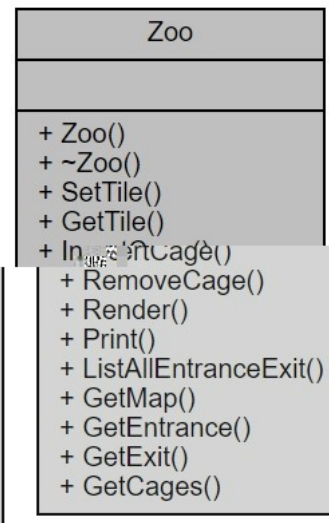 Zoo
+ Zoo()
+ ~Zoo()
+ SetTile()
+ GetTile()
+
+ RemoveCage()
+ Render()
+ Print()
+ ListAllEntranceExit()
+ GetMap()
+ GetEntrance()
+ GetExit()
+ GetCages()